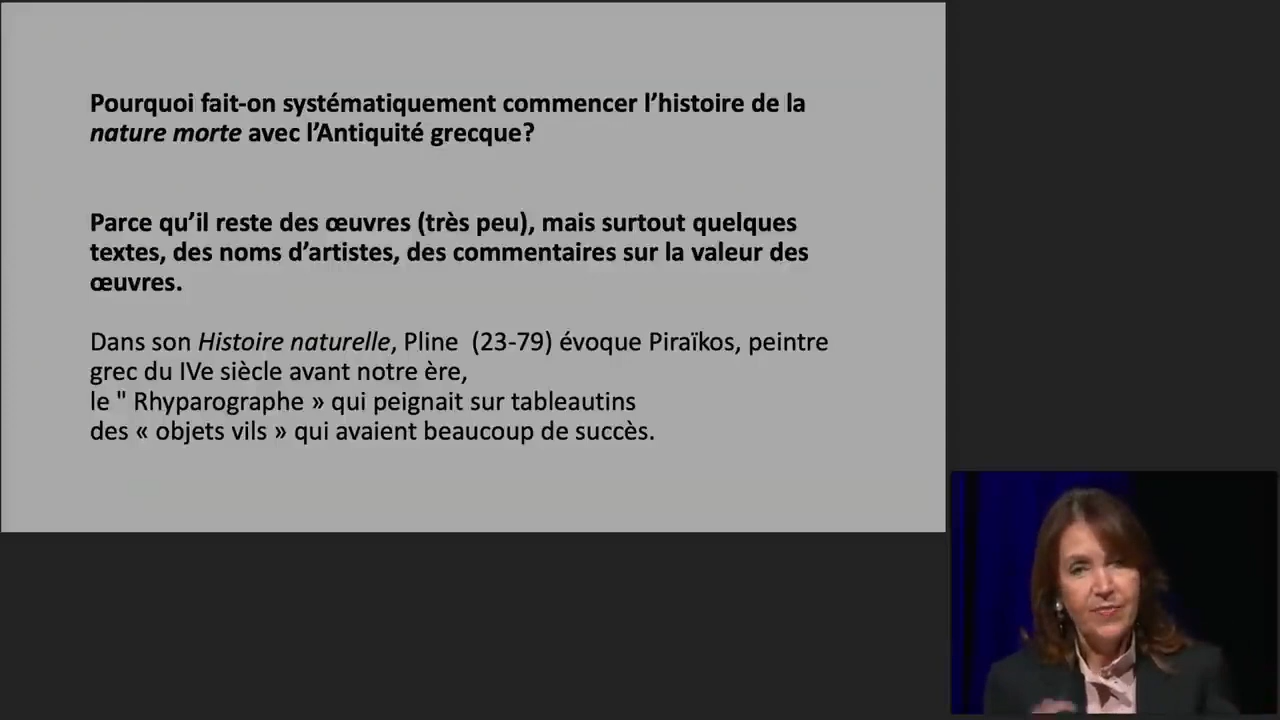 Pourquoi fait-on systématiquement commencer l’histoire de la
nature morte avec l’Antiquité grecque?
Parce qu’il reste des œuvres (très peu), mais surtout quelques
textes, des noms d’artistes, des commentaires sur la valeur des
œuvres.
Dans son Histoire naturelle, Pline  (23-79) évoque Piraïkos, peintre
grec du IVe siècle avant notre ère,
le " Rhyparographe » qui peignait sur tableautins
des « objets vils » qui avaient beaucoup de succès.